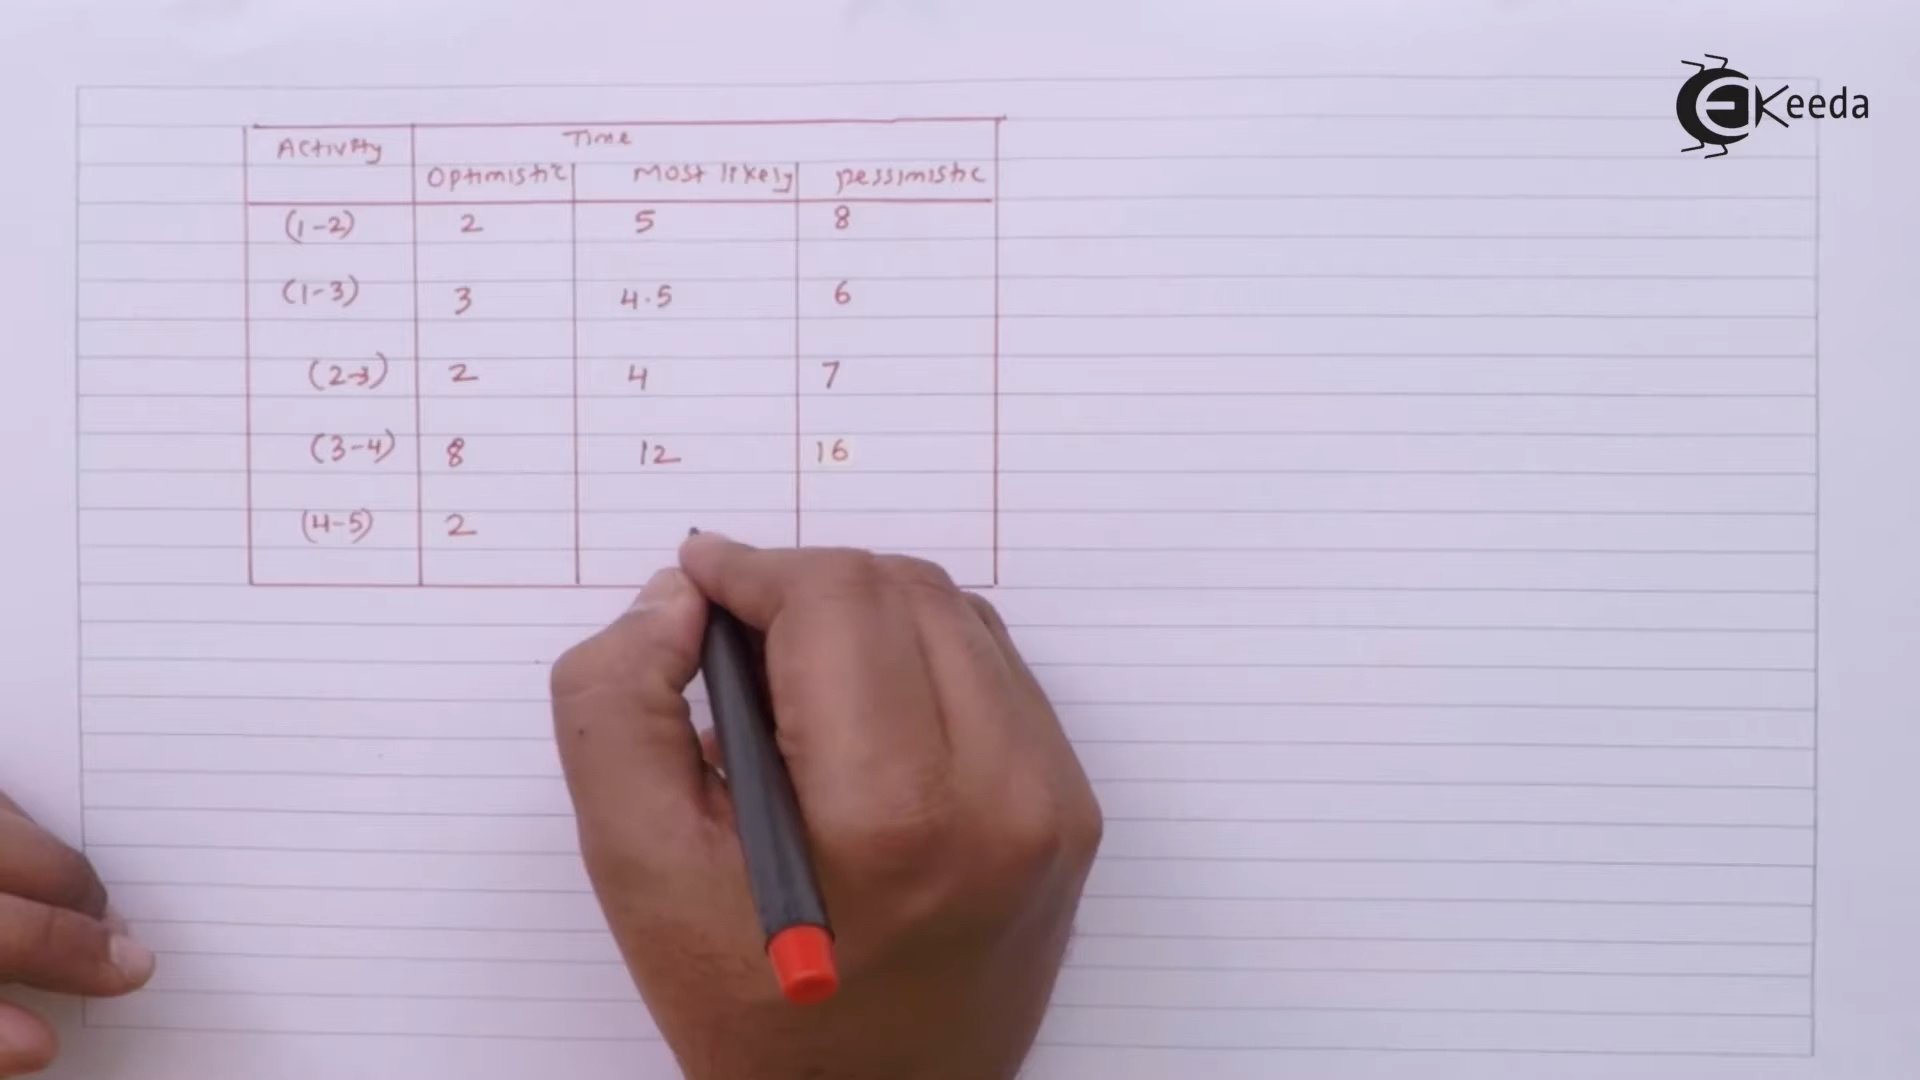 EKeeda
Activity Time
Optimistic Most likely pessimistic
(1-2) 2 5 8
(1-3) 3 4.5 6
(2-3) 2 4 7
(3-4) 8 12 16
(4-5) 2